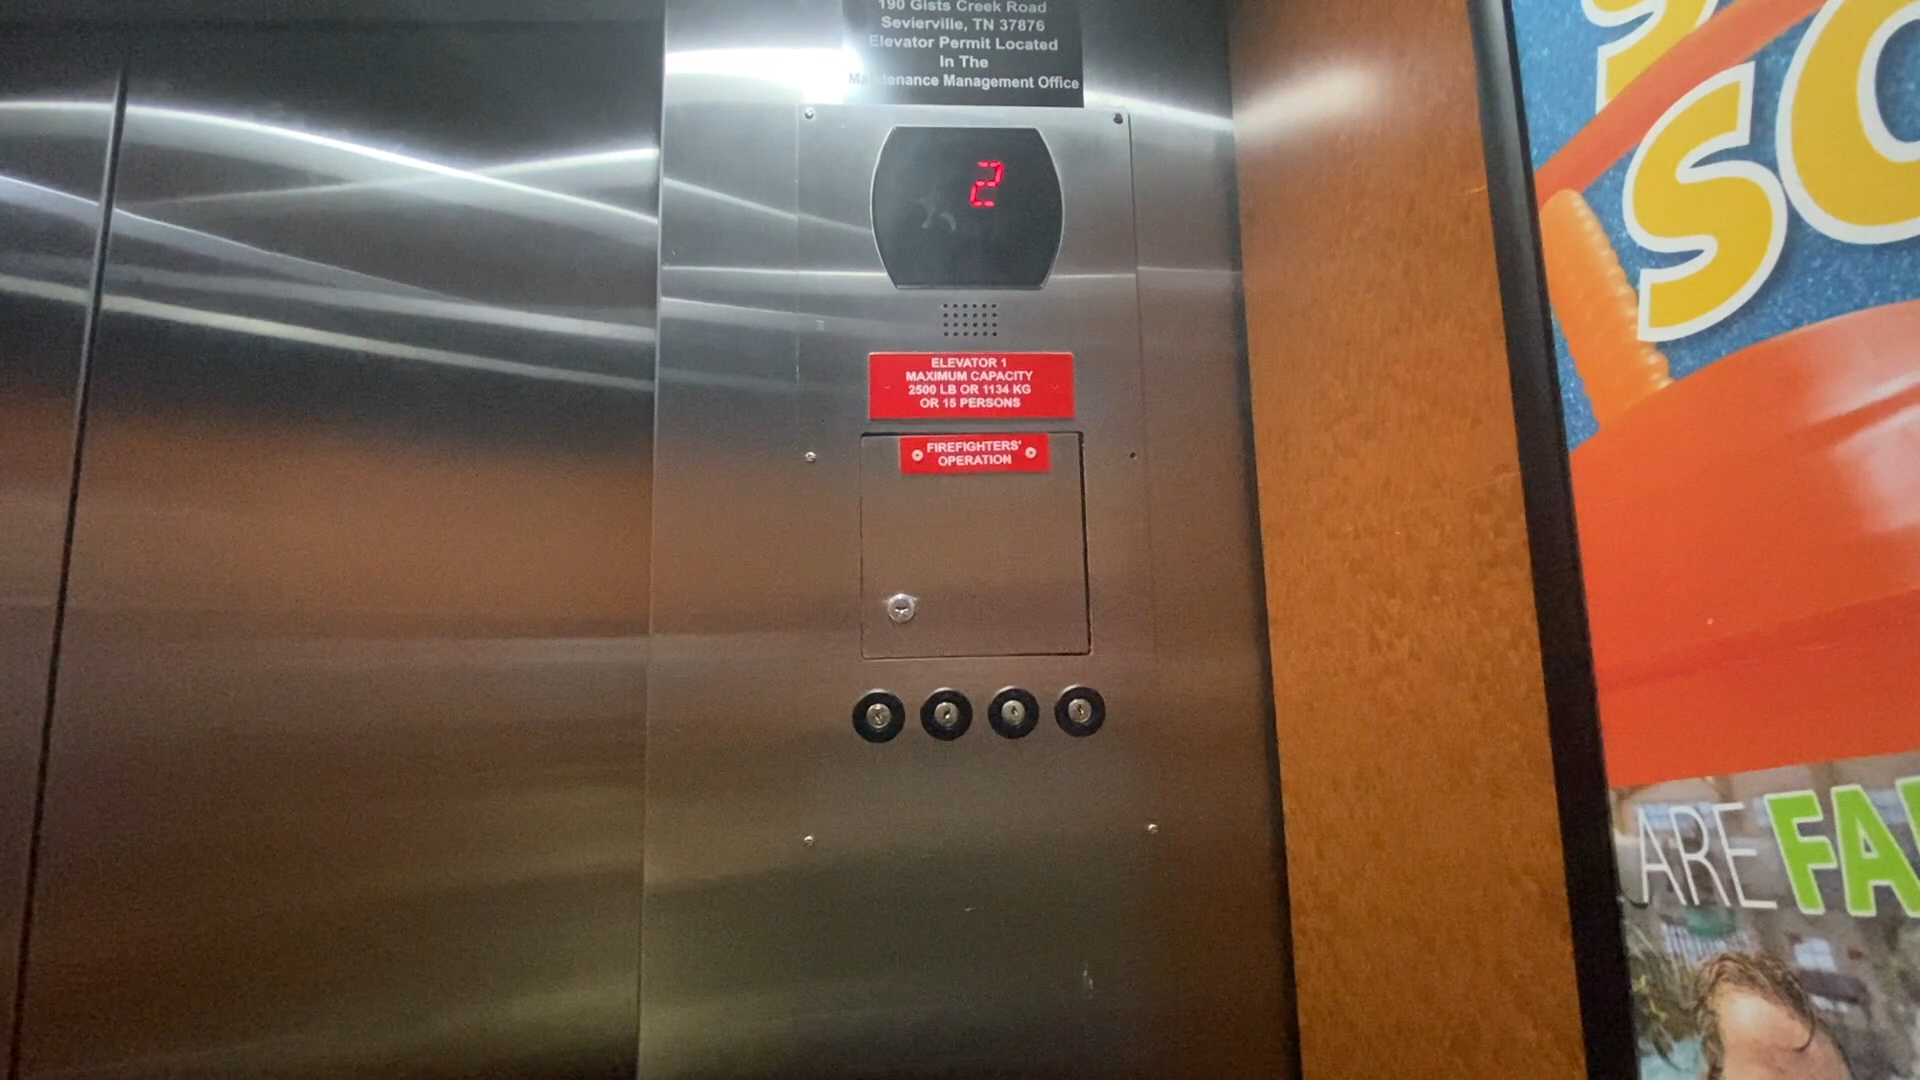 190 Gists Creek Road
Sevierville, TN 37876
Elevator Permit Located
In The
Maintenance Management Office
2
ELEVATOR 1
MAXIMUM CAPACITY
2500 LB OR 1134 KG
OR 15 PERSONS
FIREFIGHTERS'
OPERATION
ARE